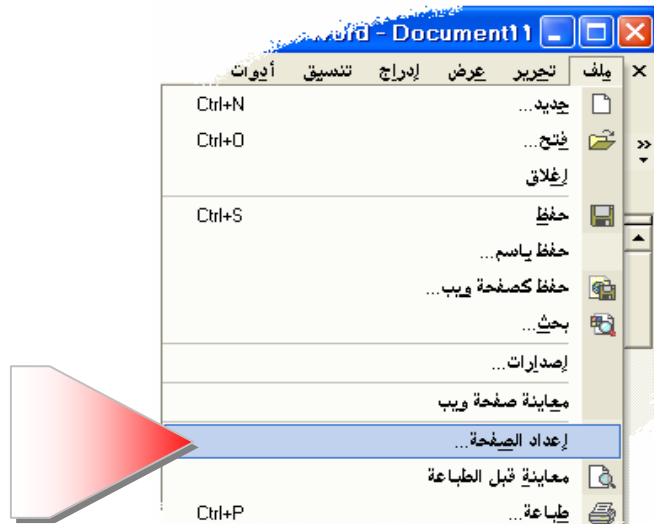 Word - Document11
ملف تحرير عرض إدراج تنسيق أدوات
جديد... Ctrl+N
فتح... Ctrl+O
إغلاق
حفظ Ctrl+S
حفظ باسم...
حفظ كصفحة ويب...
بحث...
إصدارات...
معاينة صفحة ويب
إعداد الصفحة...
معاينة قبل الطباعة
طباعة... Ctrl+P